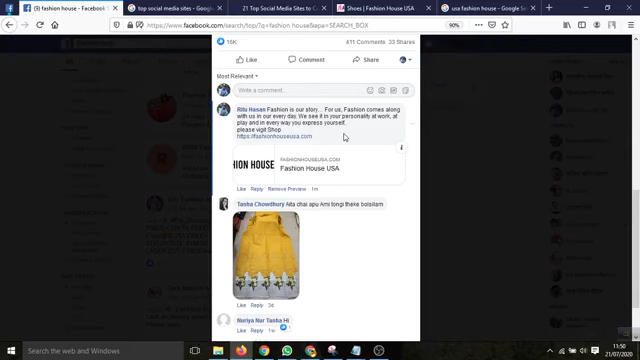 (3) fashion house - Facebook S
top social media sites - Google S
21 Top Social Media Sites to C
Shoes | Fashion House USA
usa fashion house - Google Sea
https://www.facebook.com/search/top/?q=fashion house&epa=SEARCH_BOX
16K
411 Comments 33 Shares
Like Comment Share
Most Relevant
Write a comment...
Ritu Hasan Fashion is our story... For us, Fashion comes along
with us in our every day. We see it in your personality at work, at
play and in every way you express yourself.
please vigit Shop
https://fashionhouseusa.com
HION HOUSE
FASHIONHOUSEUSA.COM
Fashion House USA
Like Reply Remove Preview 1m
Tasha Chowdhury Aita chai apu Ami tongi theke bolsilam
Like Reply 3d
Nuriya Nur Tanha Hi
1
Like Reply 1w
Search the web and Windows
11:50
21/07/2020